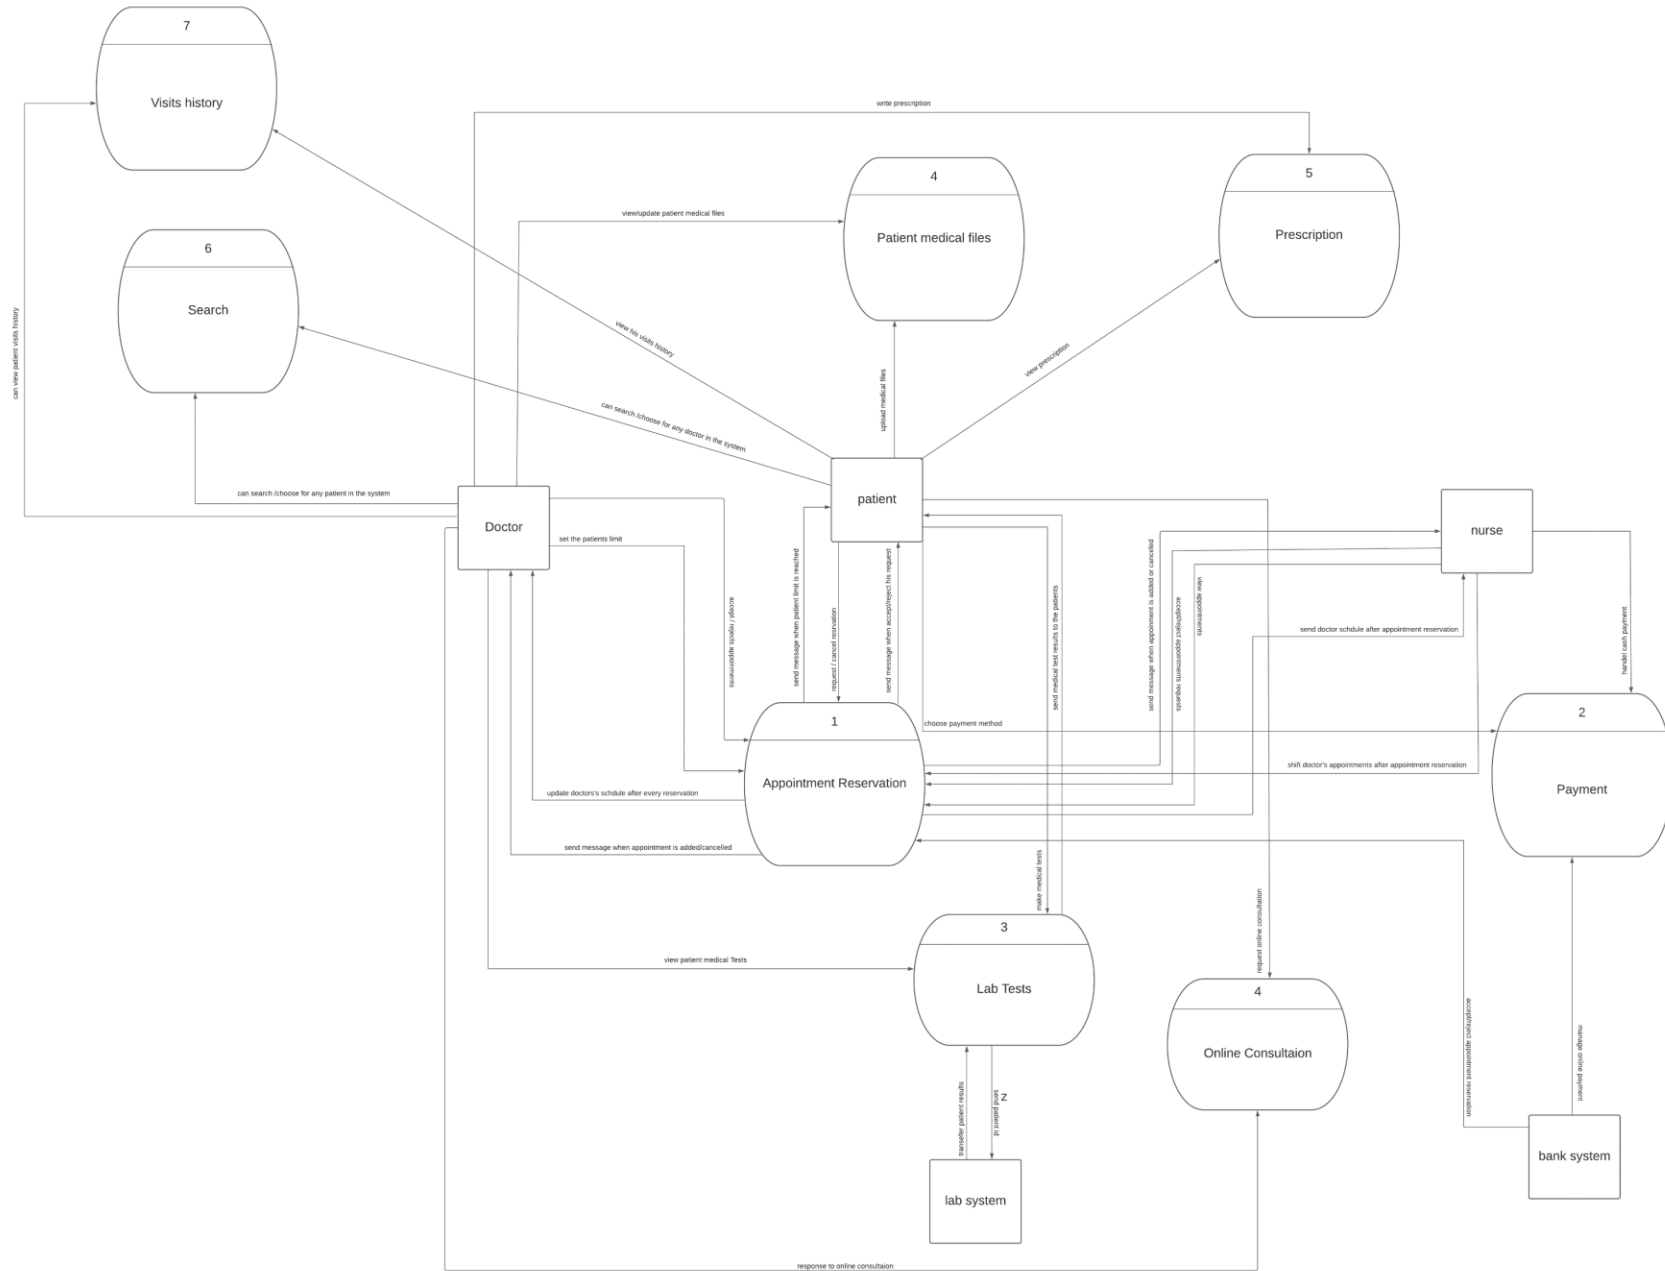 7
Visits history
write prescription
4
Patient medical files
5
Prescription
view/update patient medical files
6
Search
can view patient visits history
view his visits history
can search /choose for any doctor in the system
upload medical files
view prescription
patient
can search /choose for any patient in the system
Doctor
nurse
set the patients limit
accept / rejects appoinments
send message when patient limit is reached
request / cancel resrvation
send message when accept/reject his request
send medical test results to the patients
send message when appoinment is added or canceled
accept/reject appointments requests
view appointments
send doctor schdule after appointment reservation
handel cash payment
1
Appointment Reservation
choose payment method
2
Payment
shift doctor's appointments after appointment reservation
update doctors's schdule after every reservation
send message when appointment is added/cancelled
make medical tests
request online consultation
3
Lab Tests
view patient medical Tests
4
Online Consultaion
accept/reject appointment reservation
manage online payment
transefer patient results
send patient id
z
lab system
bank system
response to online consultaion